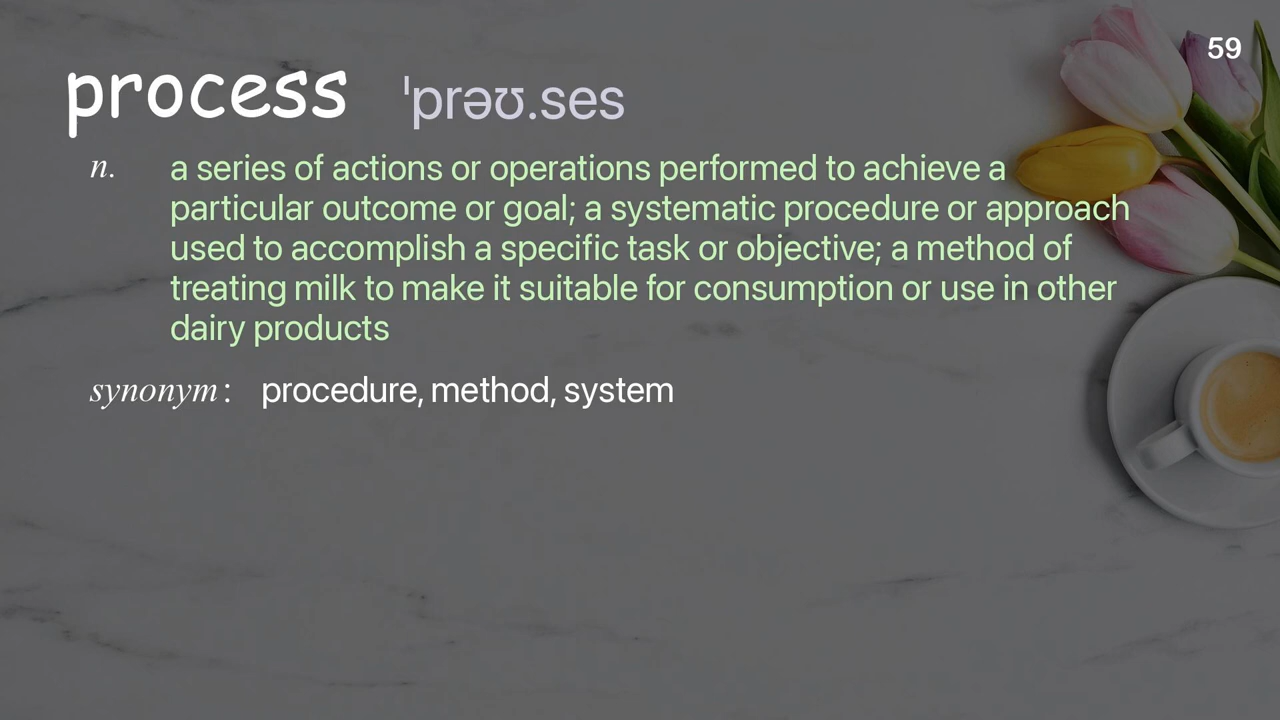 59
process ˈprəʊ.ses
n. a series of actions or operations performed to achieve a
particular outcome or goal; a systematic procedure or approach
used to accomplish a specific task or objective; a method of
treating milk to make it suitable for consumption or use in other
dairy products
synonym: procedure, method, system